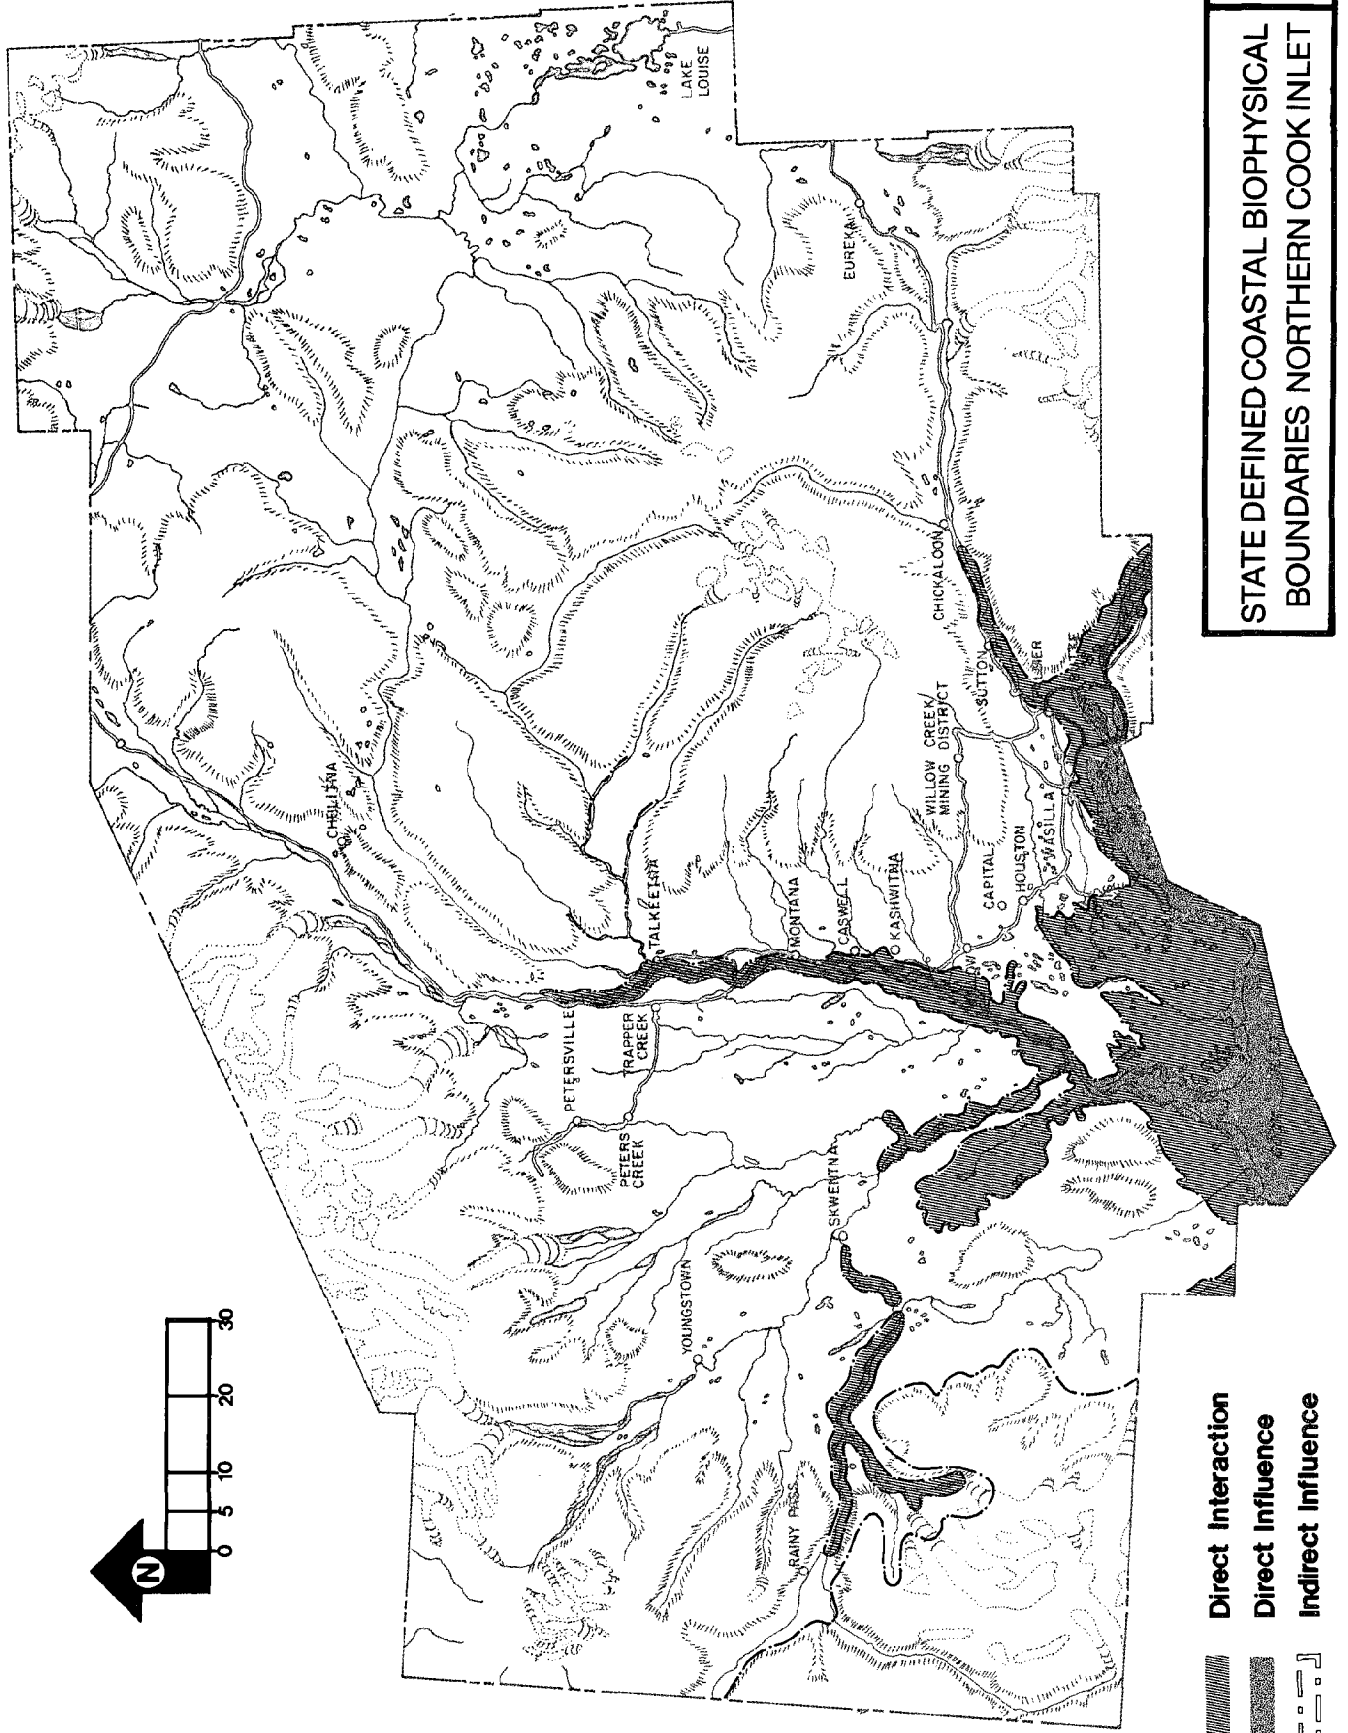 STATE DEFINED COASTAL BIOPHYSICAL
BOUNDARIES NORTHERN COOK INLET
LAKE
LOUISE
EUREKA
CHICKALOON
SUTTON
WILLOW CREEK
MINING DISTRICT
CHULITNA
TALKEETNA
MONTANA
CASWELL
KASHWITNA
CAPITAL
HOUSTON
WASILLA
PETERSVILLE
TRAPPER
CREEK
PETERS
CREEK
SKWENTNA
YOUNGSTOWN
RAINY PASS
N
0
5
10
20
30
Direct Interaction
Direct Influence
Indirect Influence